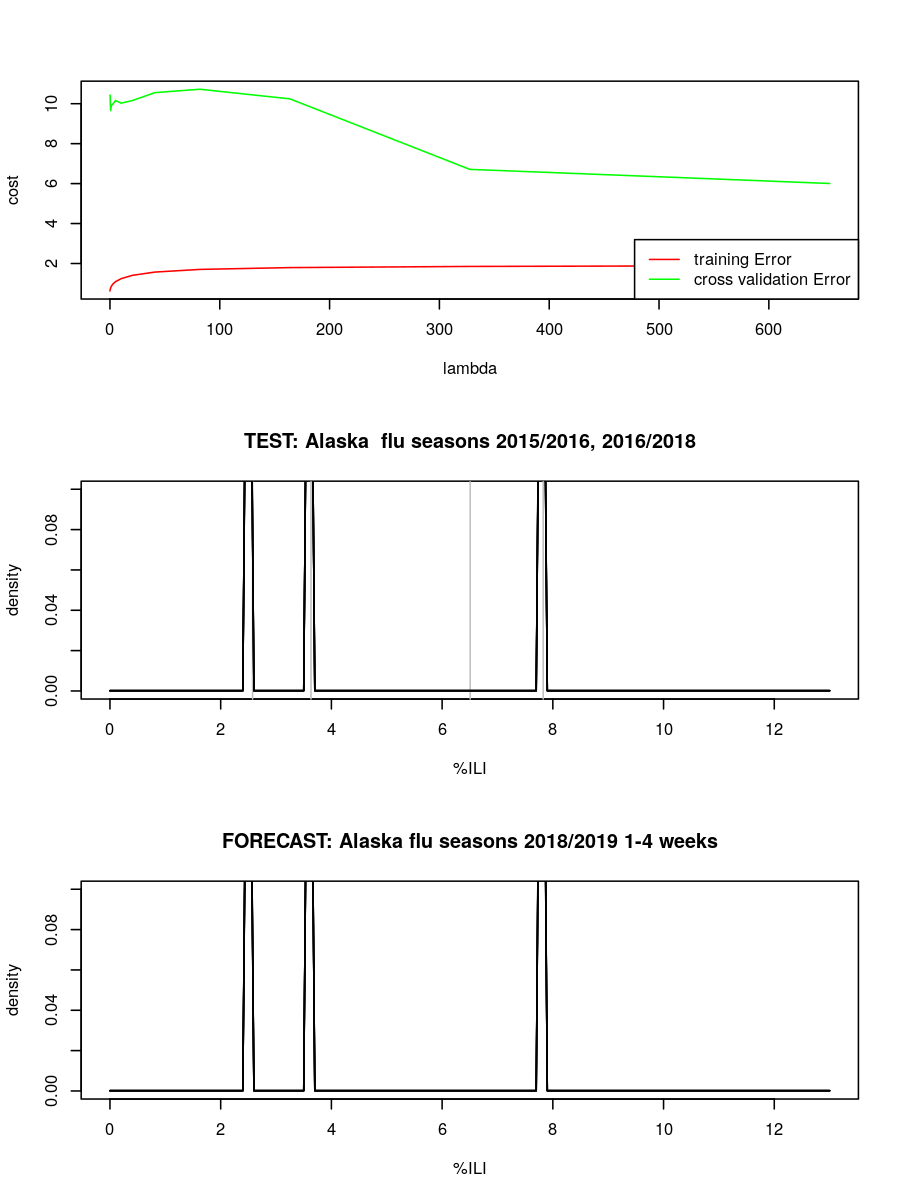 10
8
6
4
2
cost
training Error
cross validation Error
0 100 200 300 400 500 600
lambda
TEST: Alaska  flu seasons 2015/2016, 2016/2018
0.08
0.04
0.00
density
0 2 4 6 8 10 12
%ILI
FORECAST: Alaska flu seasons 2018/2019 1-4 weeks
0.08
0.04
0.00
density
0 2 4 6 8 10 12
%ILI